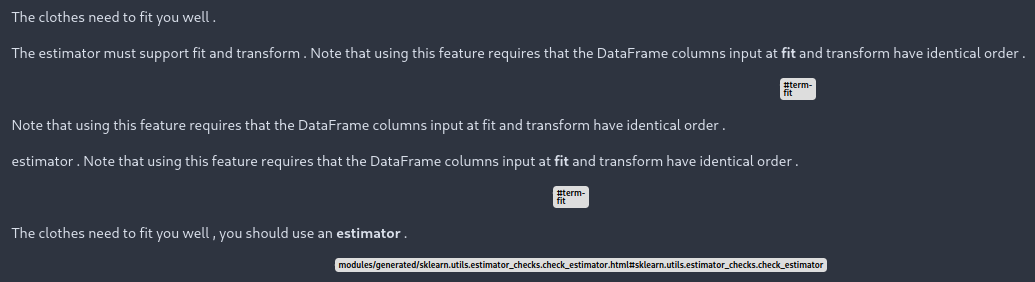 The clothes need to fit you well .
The estimator must support fit and transform . Note that using this feature requires that the DataFrame columns input at fit and transform have identical order .
#term-
fit
Note that using this feature requires that the DataFrame columns input at fit and transform have identical order .
estimator . Note that using this feature requires that the DataFrame columns input at fit and transform have identical order .
#term-
fit
The clothes need to fit you well , you should use an estimator .
modules/generated/sklearn.utils.estimator_checks.check_estimator.html#sklearn.utils.estimator_checks.check_estimator